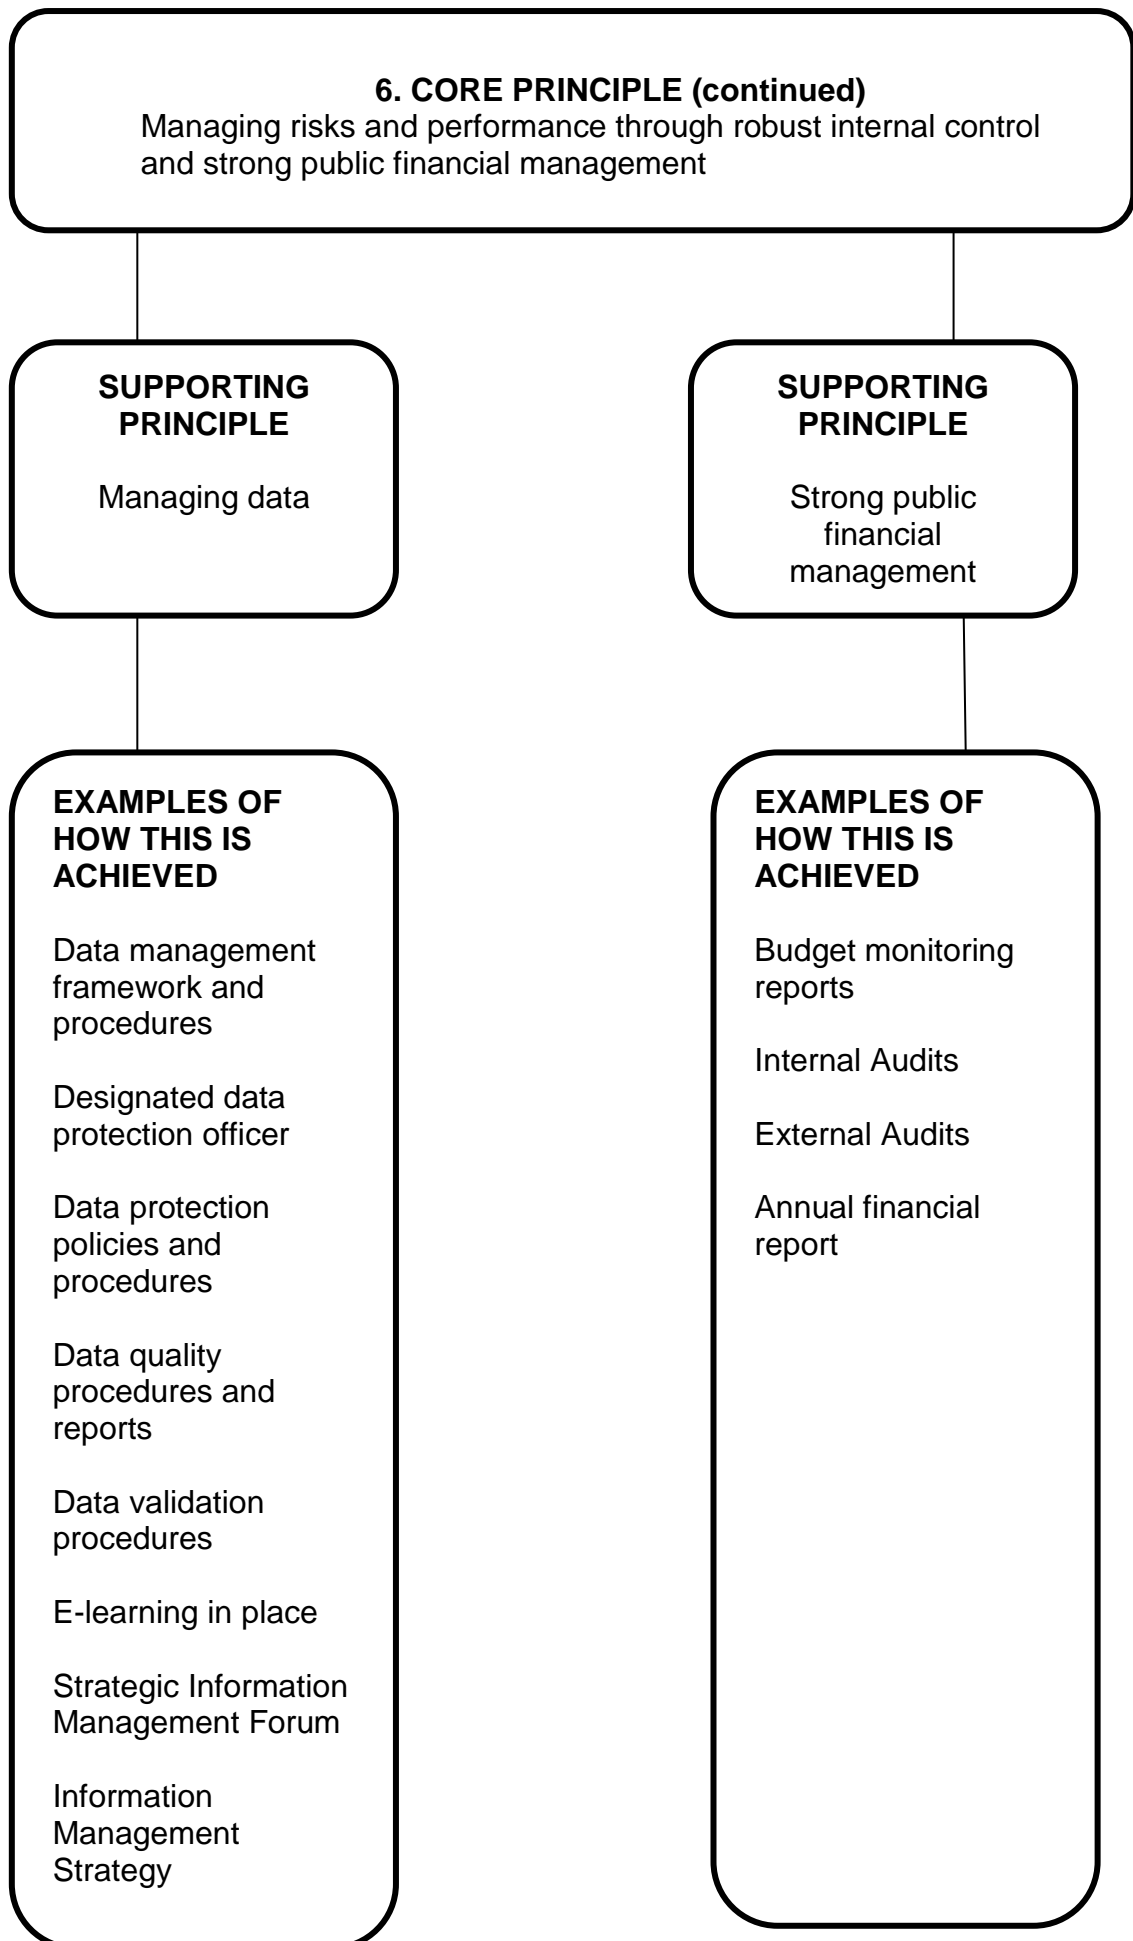 6. CORE PRINCIPLE (continued)
Managing risks and performance through robust internal control
and strong public financial management
SUPPORTING
PRINCIPLE
Managing data
SUPPORTING
PRINCIPLE
Strong public
financial
management
EXAMPLES OF
HOW THIS IS
ACHIEVED
Data management
framework and
procedures
Designated data
protection officer
Data protection
policies and
procedures
Data quality
procedures and
reports
Data validation
procedures
E-learning in place
Strategic Information
Management Forum
Information
Management
Strategy
EXAMPLES OF
HOW THIS IS
ACHIEVED
Budget monitoring
reports
Internal Audits
External Audits
Annual financial
report